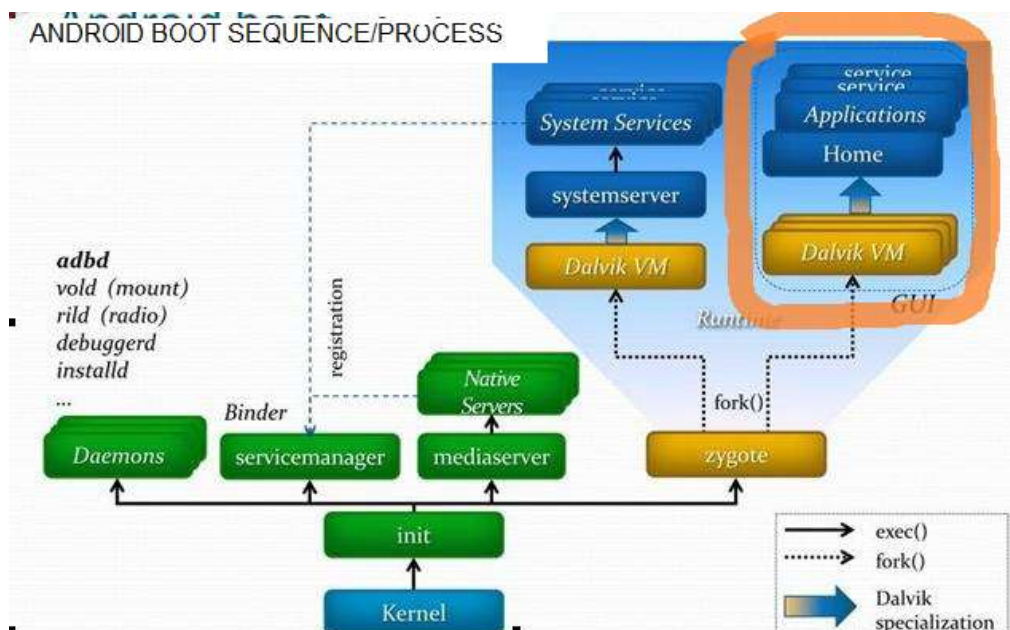 ANDROID BOOT SEQUENCE/PROCESS
service
service
Applications
Home
Dalvik VM
GUI
System Services
systemserver
Dalvik VM
Runtime
adbd
vold (mount)
rild (radio)
debuggerd
installd
...
registration
Binder
Native
Servers
fork()
Daemons
servicemanager
mediaserver
zygote
init
Kernel
exec()
fork()
Dalvik
specialization